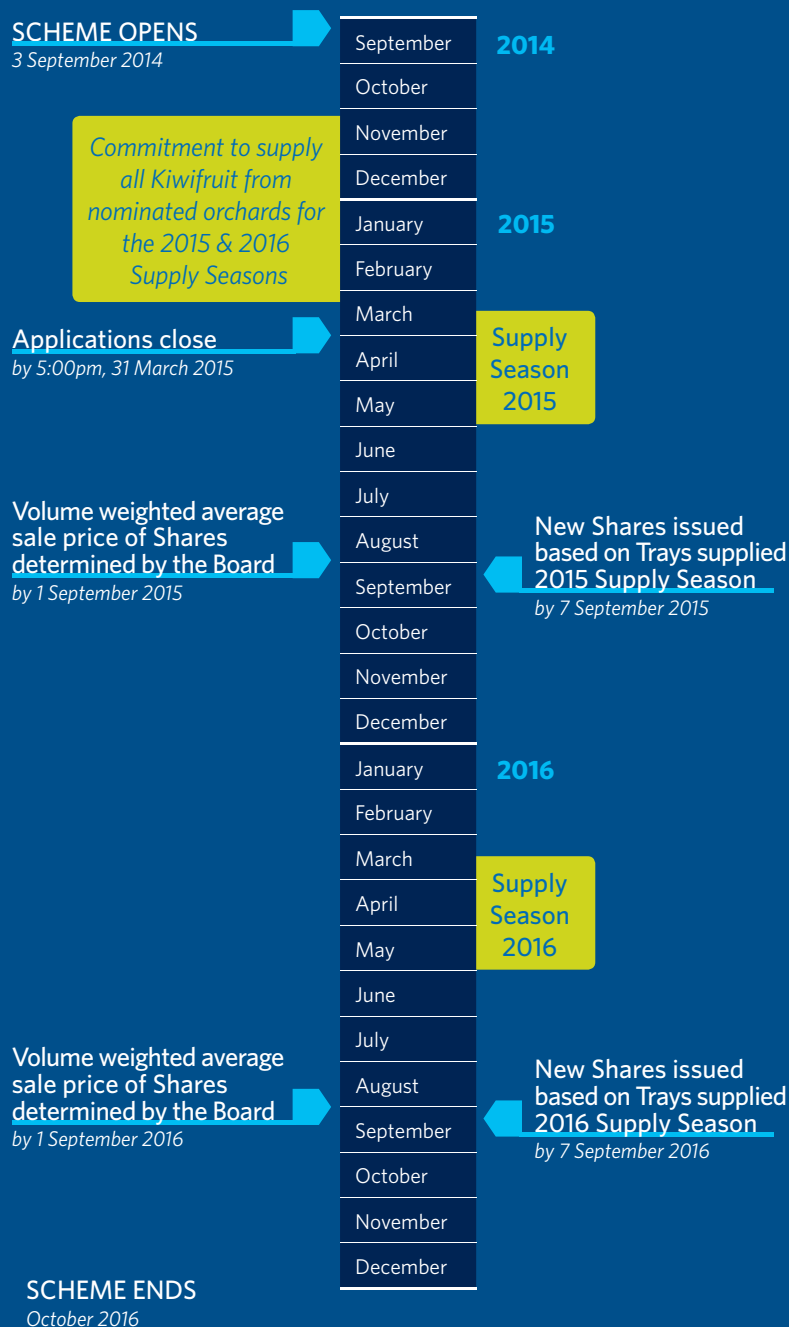 SCHEME OPENS
3 September 2014
September
2014
October
November
December
Commitment to supply
all Kiwifruit from
nominated orchards for
the 2015 & 2016
Supply Seasons
January
2015
February
March
Applications close
by 5:00pm, 31 March 2015
April
May
Supply
Season
2015
June
July
August
Volume weighted average
sale price of Shares
determined by the Board
by 1 September 2015
New Shares issued
based on Trays supplied
2015 Supply Season
by 7 September 2015
September
October
November
December
January
2016
February
March
April
May
Supply
Season
2016
June
July
August
Volume weighted average
sale price of Shares
determined by the Board
by 1 September 2016
New Shares issued
based on Trays supplied
2016 Supply Season
by 7 September 2016
September
October
November
December
SCHEME ENDS
October 2016